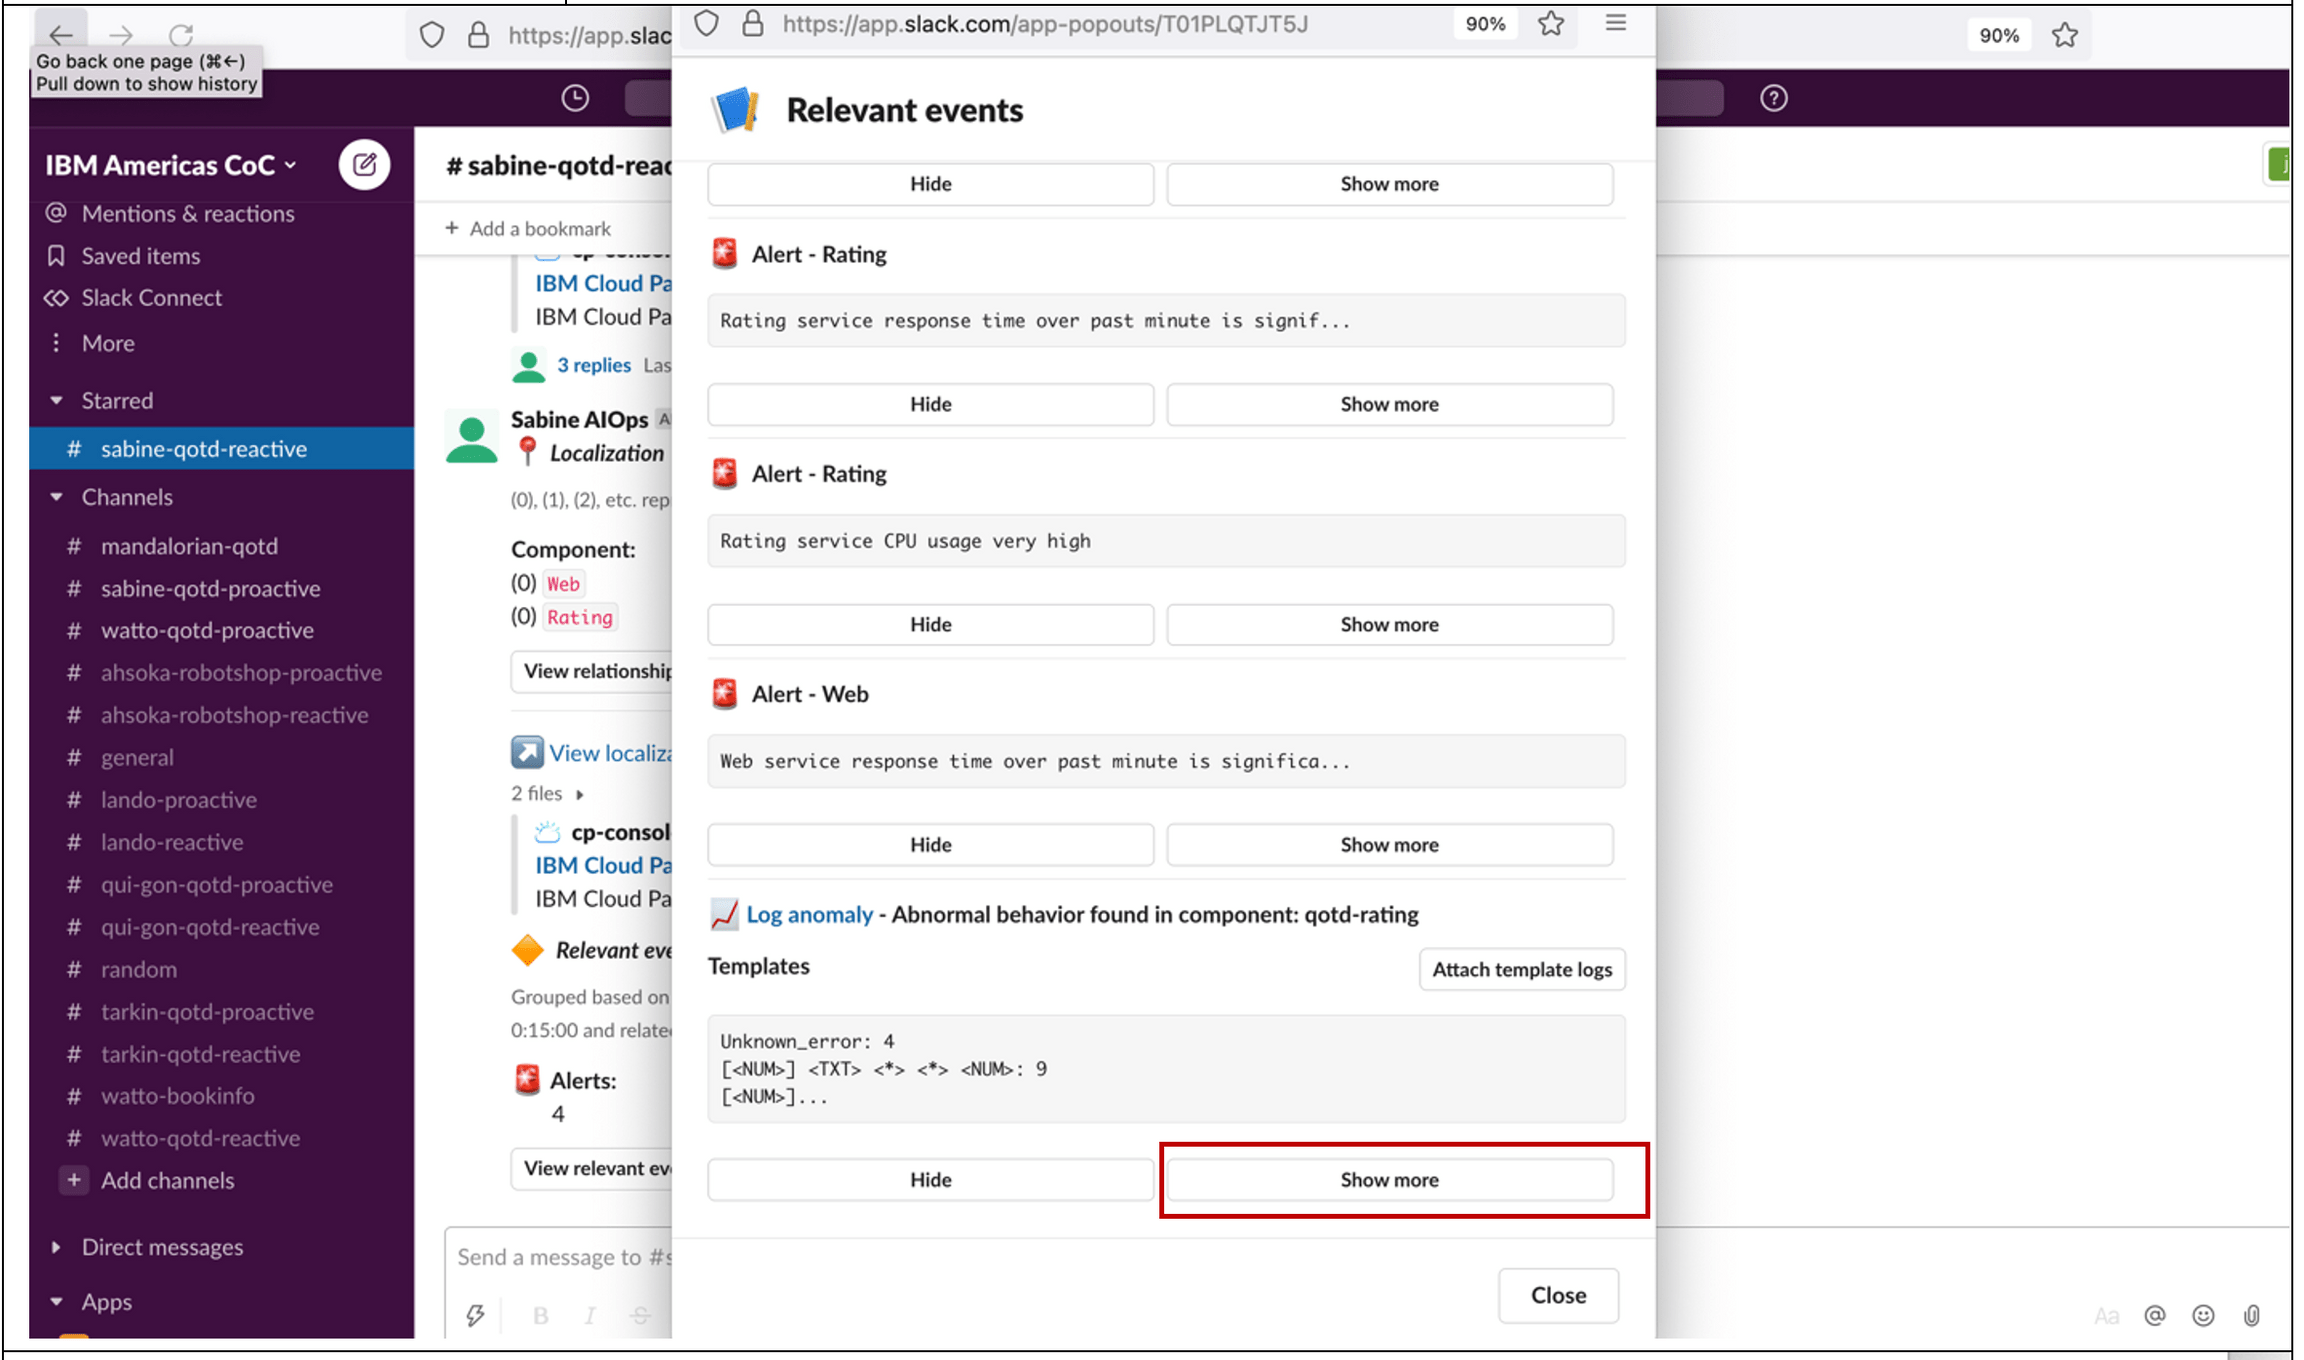 Go back one page (⌘←)
Pull down to show history
https://app.slac
90%
IBM Americas CoC
@ Mentions & reactions
Saved items
Slack Connect
More
Starred
# sabine-qotd-reactive
Channels
# mandalorian-qotd
# sabine-qotd-proactive
# watto-qotd-proactive
# ahsoka-robotshop-proactive
# ahsoka-robotshop-reactive
# general
# lando-proactive
# lando-reactive
# qui-gon-qotd-proactive
# qui-gon-qotd-reactive
# random
# tarkin-qotd-proactive
# tarkin-qotd-reactive
# watto-bookinfo
# watto-qotd-reactive
+ Add channels
Direct messages
Apps
# sabine-qotd-reac
+ Add a bookmark
IBM Cloud Pa
IBM Cloud Pa
3 replies Las
Sabine AIOps A
Localization
(0), (1), (2), etc. rep
Component:
(0) Web
(0) Rating
View relationship
View localiza
2 files
cp-consol
IBM Cloud Pa
IBM Cloud Pa
Relevant eve
Grouped based on
0:15:00 and relate
Alerts:
4
View relevant ev
Send a message to #s
B I S
https://app.slack.com/app-popouts/T01PLQTJT5J
90%
Relevant events
Hide Show more
Alert - Rating
Rating service response time over past minute is signif...
Hide Show more
Alert - Rating
Rating service CPU usage very high
Hide Show more
Alert - Web
Web service response time over past minute is significa...
Hide Show more
Log anomaly - Abnormal behavior found in component: qotd-rating
Templates
Attach template logs
Unknown_error: 4
[<NUM>] <TXT> <*> <*> <NUM>: 9
[<NUM>]...
Hide Show more
Close
?
j
Aa @